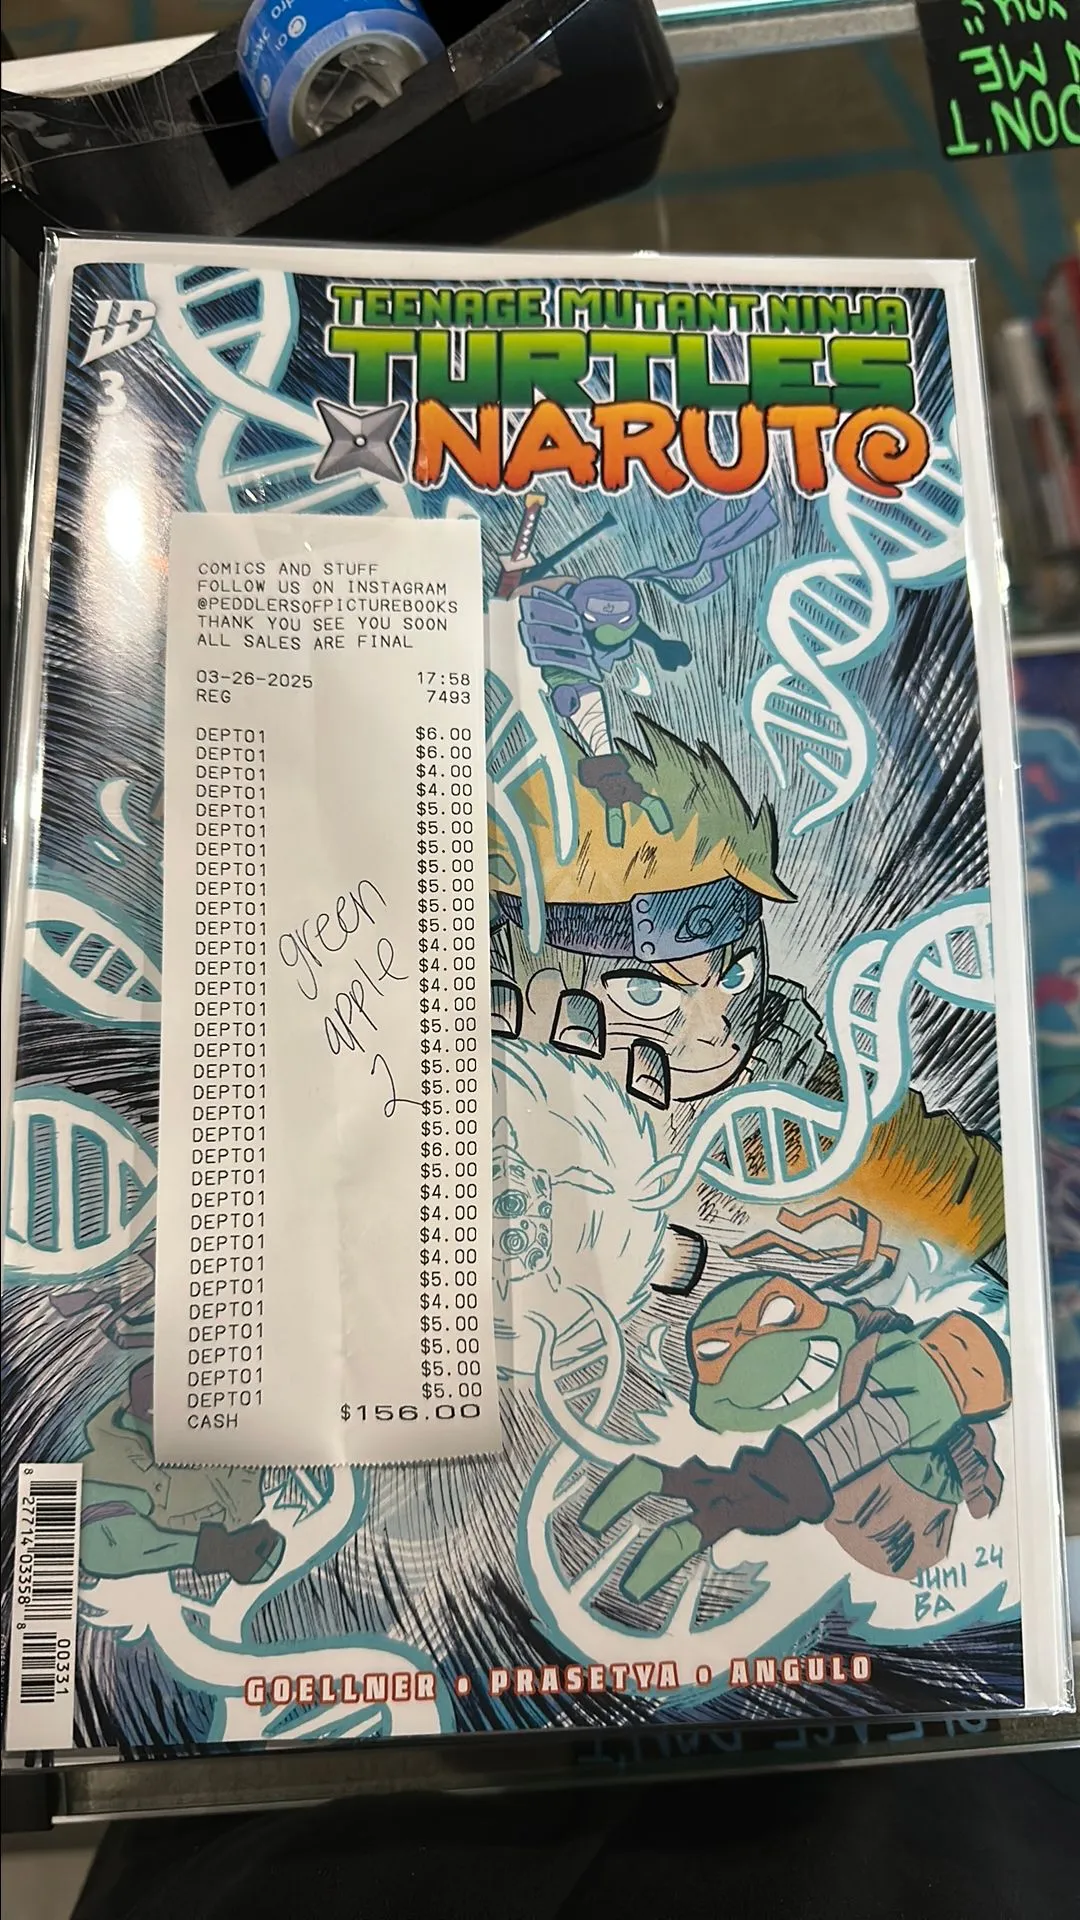 DON'T
ME
TEENAGE MUTANT NINJA
TURTLES
NARUTO
3
COMICS AND STUFF
FOLLOW US ON INSTAGRAM
@PEDDLERSOFPICTUREBOOKS
THANK YOU SEE YOU SOON
ALL SALES ARE FINAL
03-26-2025 17:58
REG 7493
DEPT01 $6.00
DEPT01 $6.00
DEPT01 $4.00
DEPT01 $4.00
DEPT01 $5.00
DEPT01 $5.00
DEPT01 $5.00
DEPT01 $5.00
DEPT01 $5.00
DEPT01 $5.00
DEPT01 $5.00
DEPT01 $4.00
DEPT01 $4.00
DEPT01 $4.00
DEPT01 $4.00
DEPT01 $5.00
DEPT01 $4.00
DEPT01 $5.00
DEPT01 $5.00
DEPT01 $5.00
DEPT01 $5.00
DEPT01 $6.00
DEPT01 $5.00
DEPT01 $4.00
DEPT01 $4.00
DEPT01 $4.00
DEPT01 $4.00
DEPT01 $5.00
DEPT01 $4.00
DEPT01 $5.00
DEPT01 $5.00
DEPT01 $5.00
DEPT01 $5.00
CASH $156.00
green
apple
2
8 27714 03358 8
00331
JUNI 24
BA
GOELLNER • PRASETYA • ANGULO